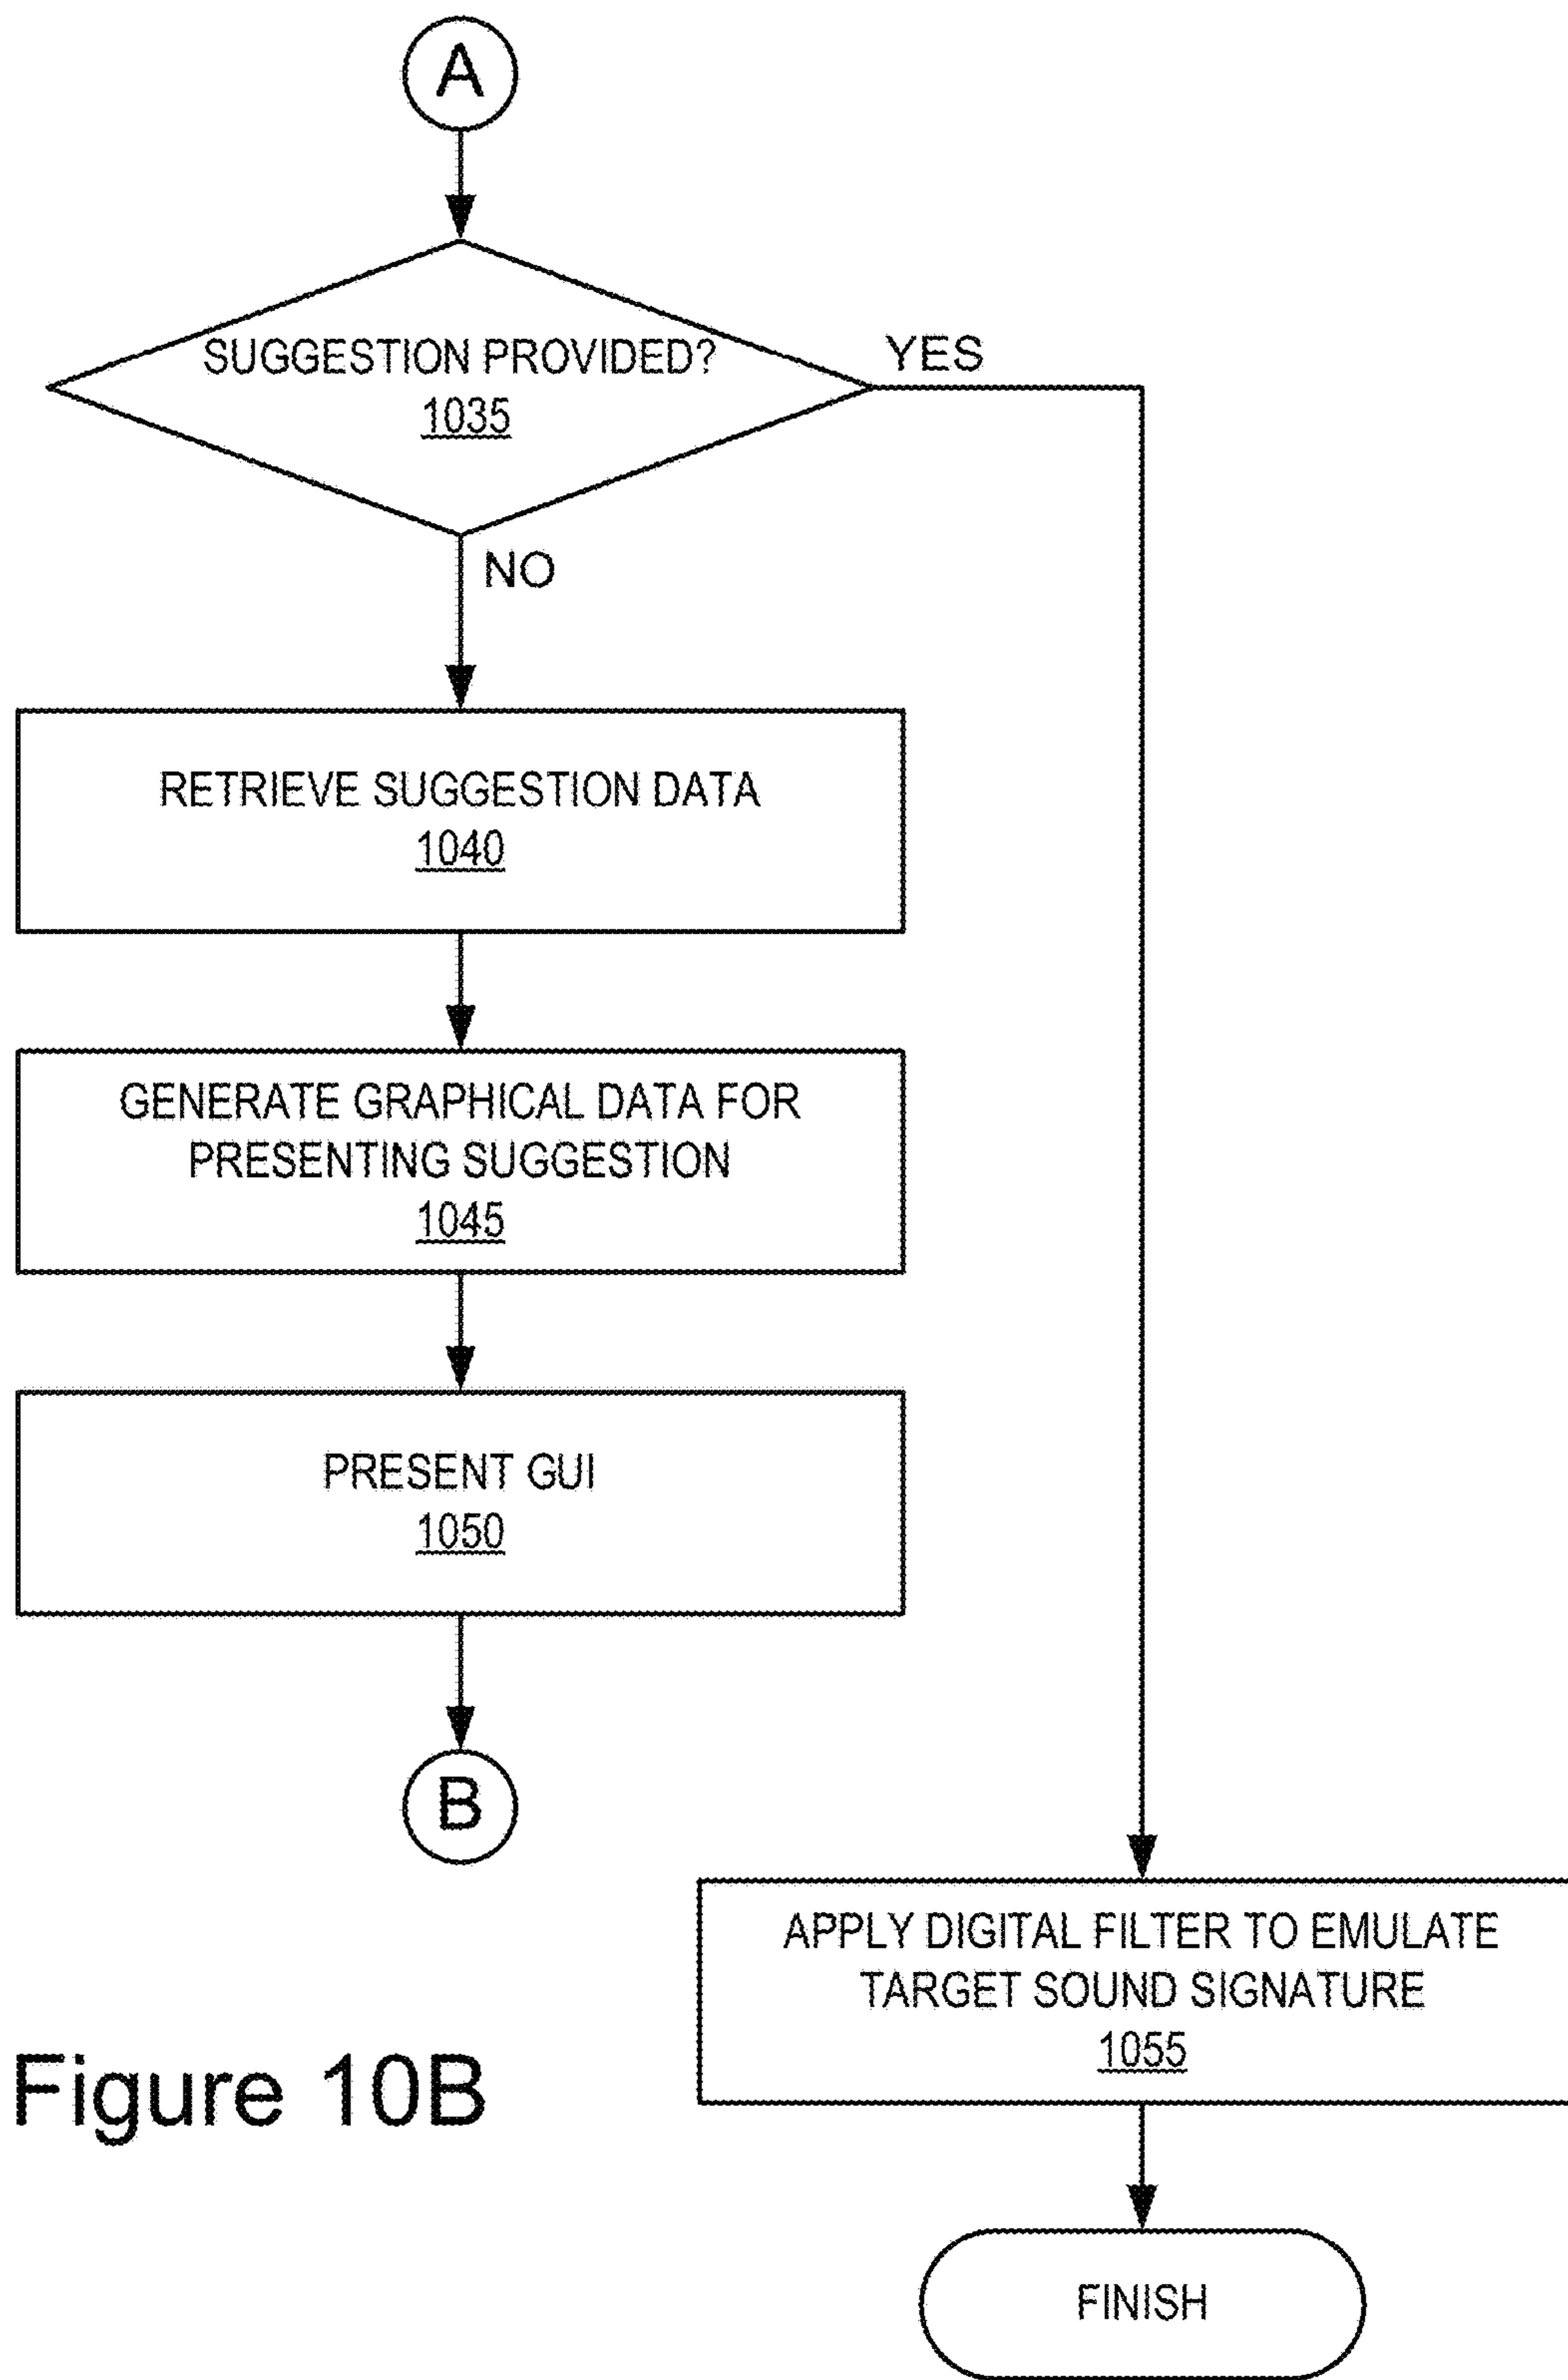 A
SUGGESTION PROVIDED?
1035
YES
NO
RETRIEVE SUGGESTION DATA
1040
GENERATE GRAPHICAL DATA FOR
PRESENTING SUGGESTION
1045
PRESENT GUI
1050
B
APPLY DIGITAL FILTER TO EMULATE
TARGET SOUND SIGNATURE
1055
Figure 10B
FINISH